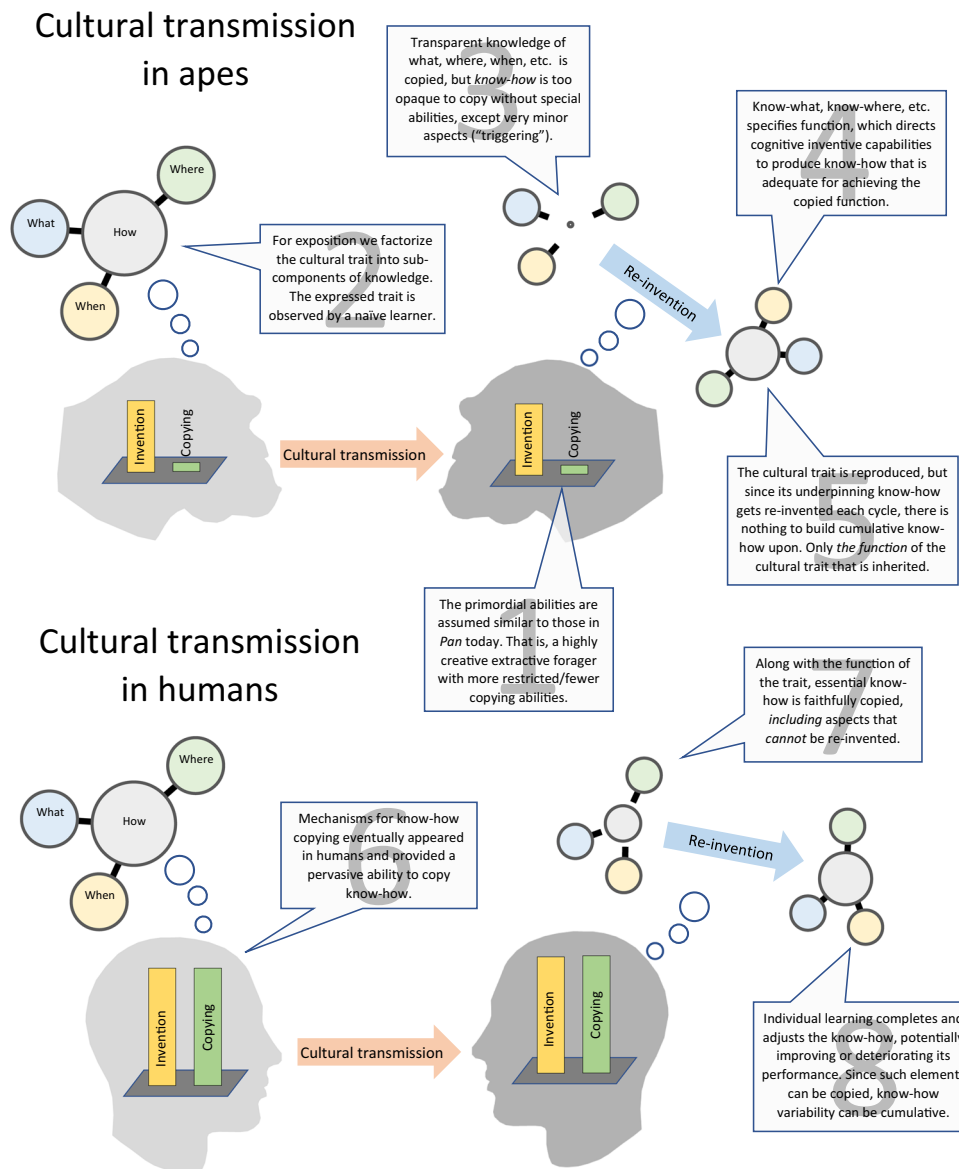 Cultural transmission
in apes
Transparent knowledge of
what, where, when, etc. is
copied, but know-how is too
opaque to copy without special
abilities, except very minor
aspects (“triggering”).
3
Know-what, know-where, etc.
specifies function, which directs
cognitive inventive capabilities
to produce know-how that is
adequate for achieving the
copied function.
4
Where
What
How
When
For exposition we factorize
the cultural trait into sub-
components of knowledge.
The expressed trait is
observed by a naïve learner.
2
Re-invention
Invention
Copying
Cultural transmission
Invention
Copying
The cultural trait is reproduced, but
since its underpinning know-how
gets re-invented each cycle, there is
nothing to build cumulative know-
how upon. Only the function of the
cultural trait that is inherited.
5
The primordial abilities are
assumed similar to those in
Pan today. That is, a highly
creative extractive forager
with more restricted/fewer
copying abilities.
1
Cultural transmission
in humans
Along with the function of
the trait, essential know-
how is faithfully copied,
including aspects that
cannot be re-invented.
7
Where
What
How
When
Mechanisms for know-how
copying eventually appeared
in humans and provided a
pervasive ability to copy
know-how.
6
Re-invention
Invention
Copying
Cultural transmission
Invention
Copying
Individual learning completes and
adjusts the know-how, potentially
improving or deteriorating its
performance. Since such element
can be copied, know-how
variability can be cumulative.
8